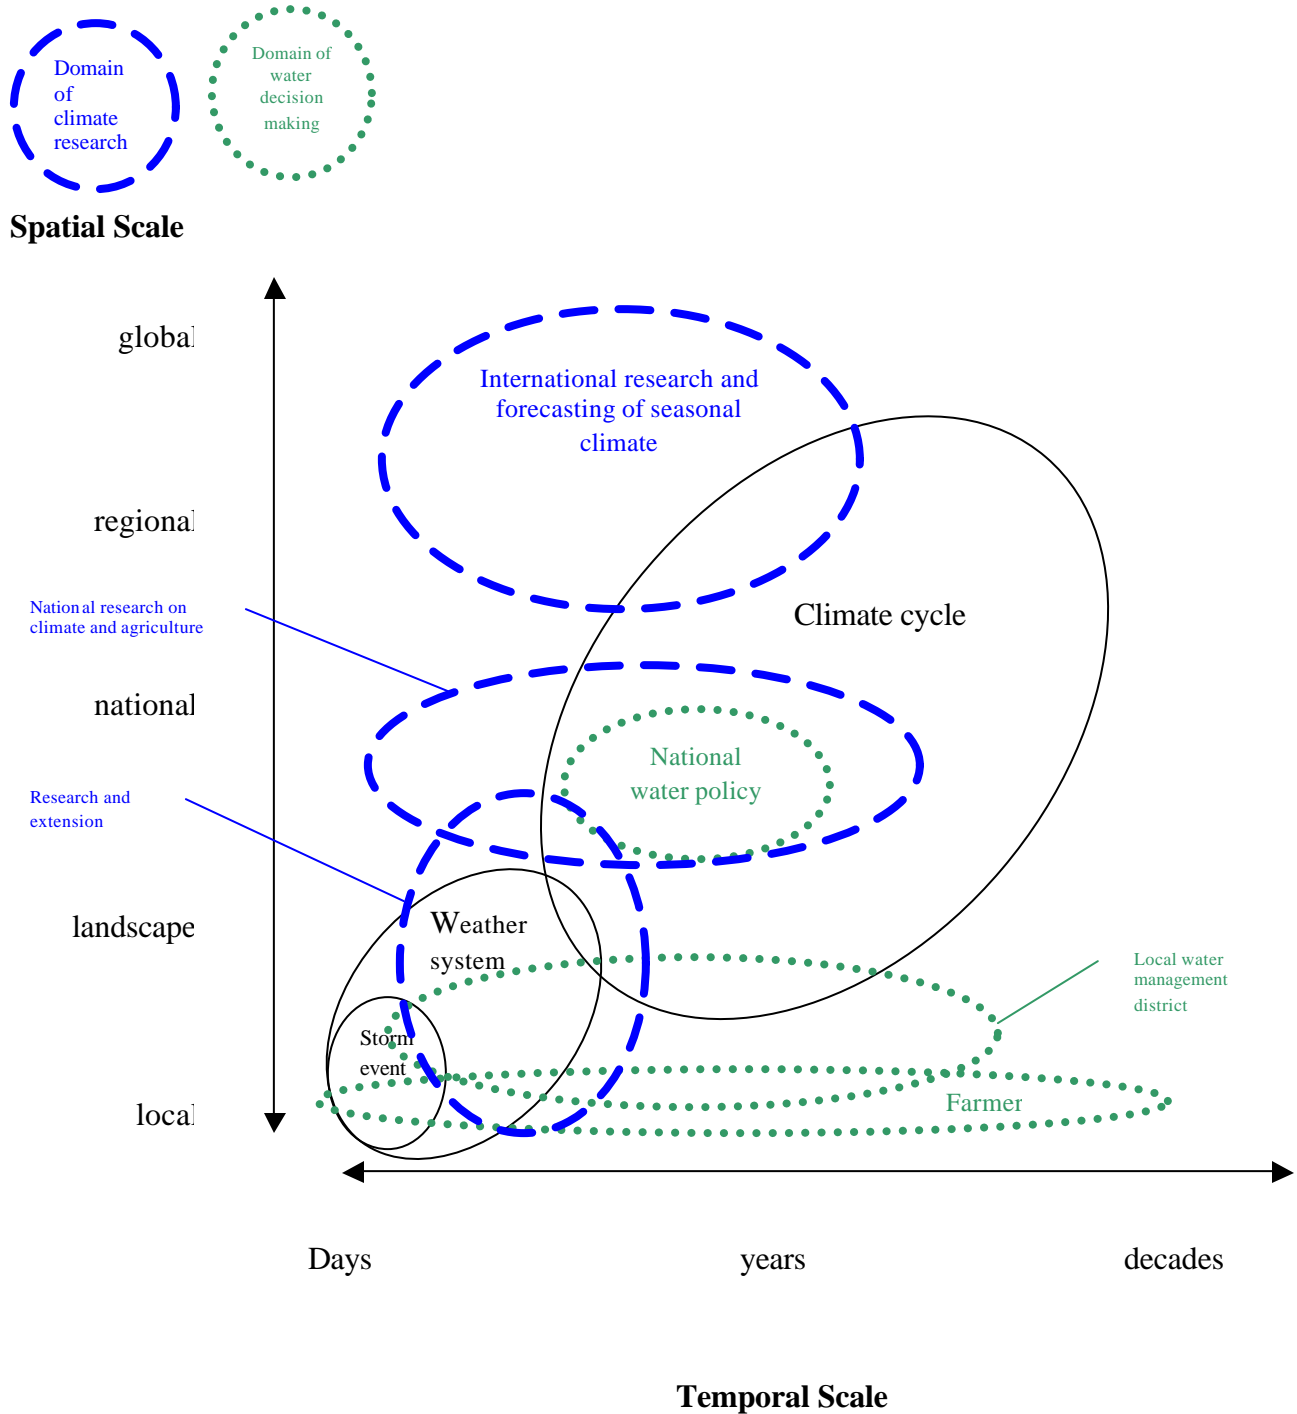 Domain
of
climate
research
Domain of
water
decision
making
Spatial Scale
global
International research and
forecasting of seasonal
climate
regional
National research on
climate and agriculture
Climate cycle
national
National
water policy
Research and
extension
landscape
Weather
system
Local water
management
district
Storm
event
local
Farmer
Days years decades
Temporal Scale